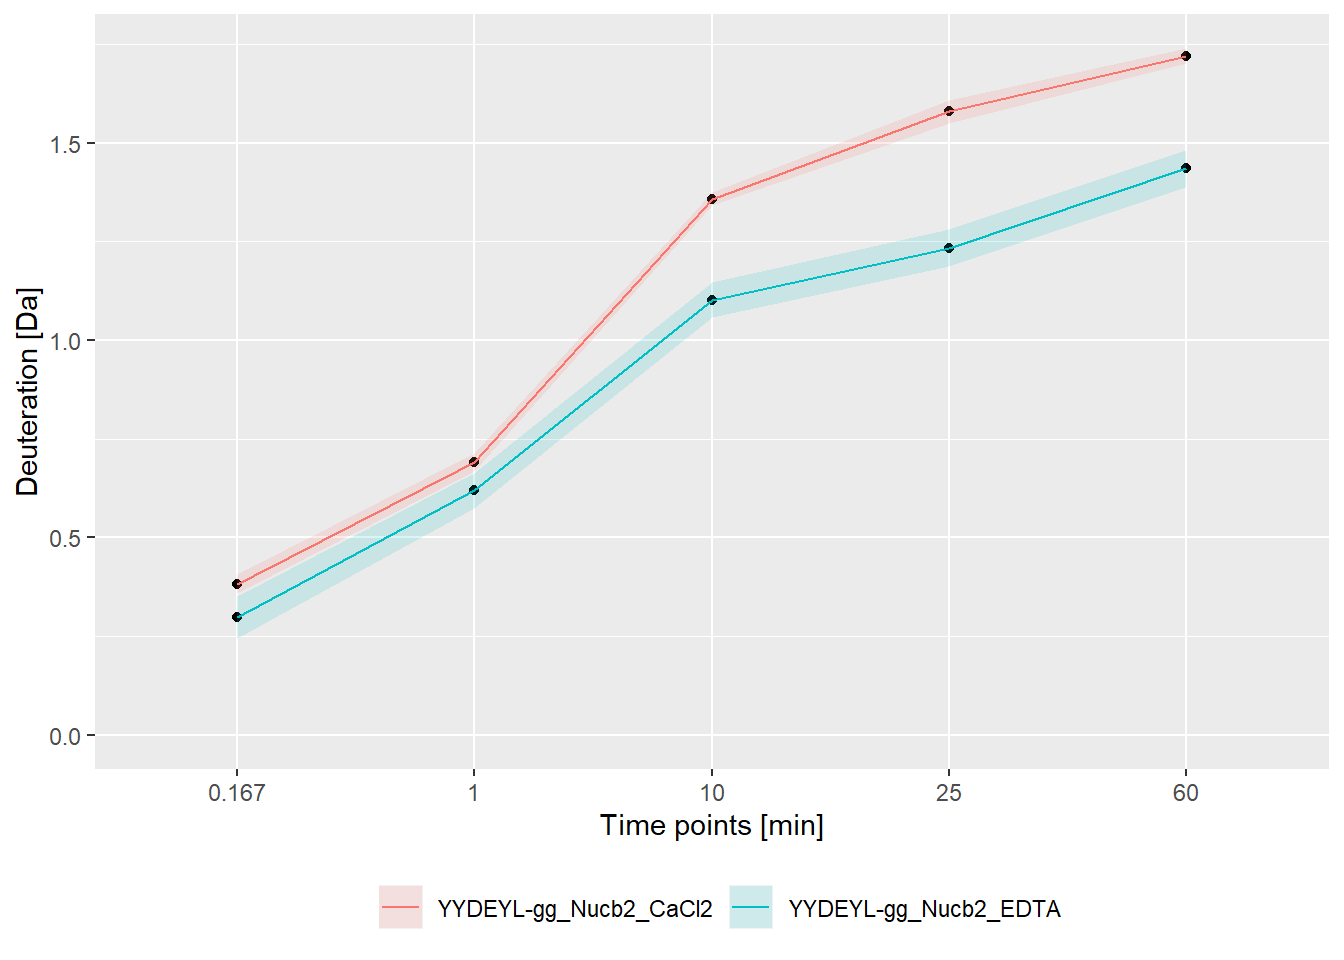 Deuteration [Da]
1.5
1.0
0.5
0.0
0.167 1 10 25 60
Time points [min]
YYDEYL-gg_Nucb2_CaCl2 YYDEYL-gg_Nucb2_EDTA